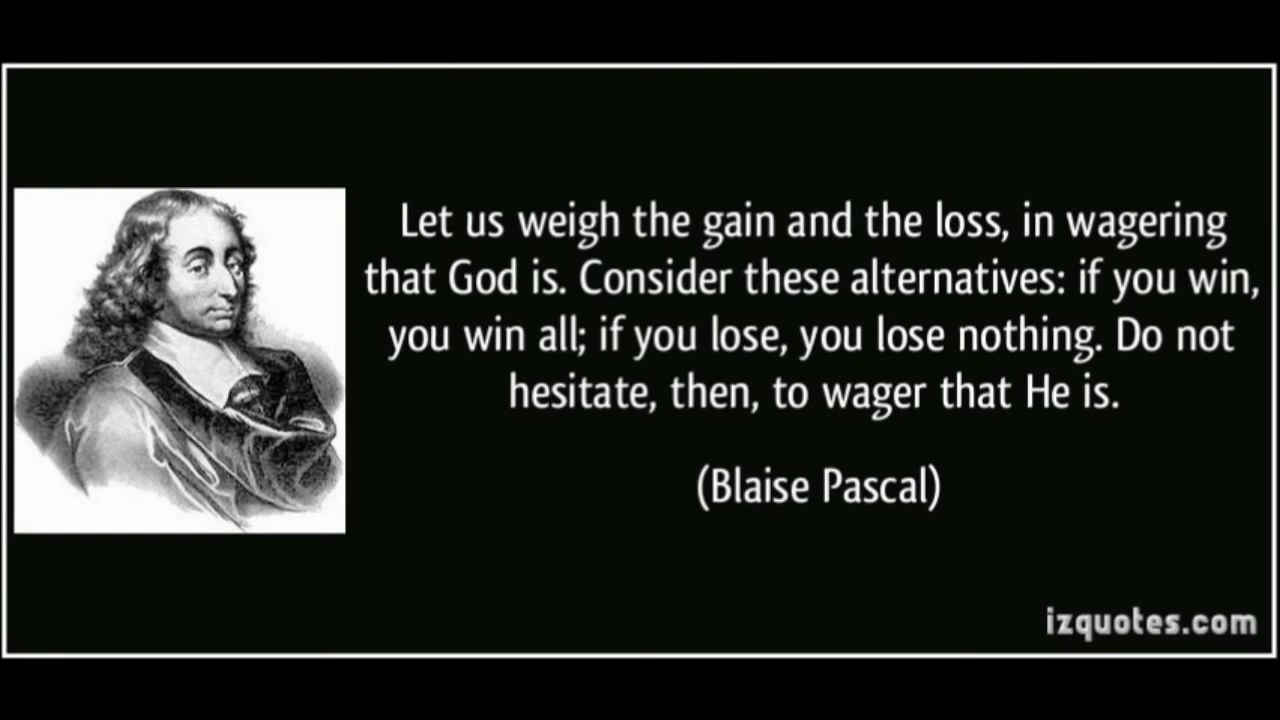 Let us weigh the gain and the loss, in wagering
that God is. Consider these alternatives: if you win,
you win all; if you lose, you lose nothing. Do not
hesitate, then, to wager that He is.
(Blaise Pascal)
izquotes.com